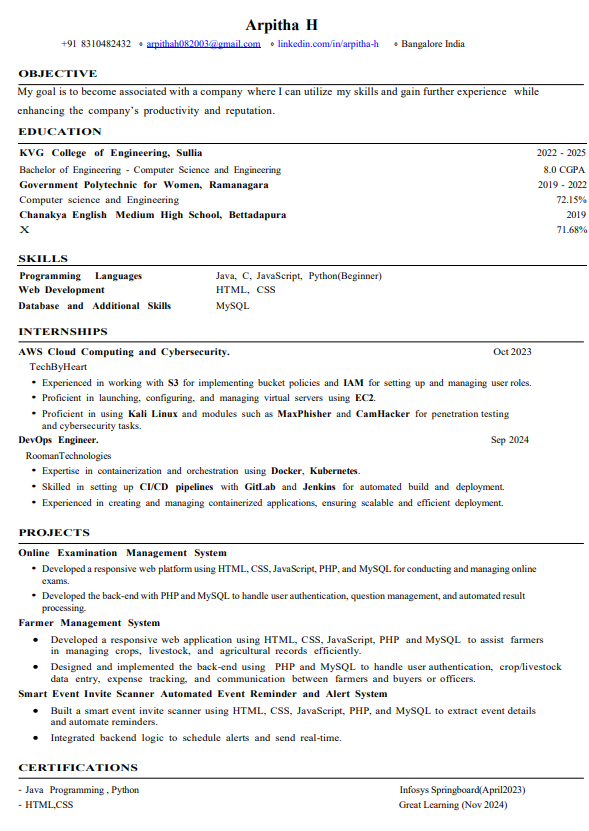 Arpitha H
+91 8310482432 ⋄ arpithah082003@gmail.com ⋄ linkedin.com/in/arpitha-h ⋄ Bangalore India
OBJECTIVE
My goal is to become associated with a company where I can utilize my skills and gain further experience while
enhancing the company's productivity and reputation.
EDUCATION
KVG College of Engineering, Sullia 2022 - 2025
Bachelor of Engineering - Computer Science and Engineering 8.0 CGPA
Government Polytechnic for Women, Ramanagara 2019 - 2022
Computer science and Engineering 72.15%
Chanakya English Medium High School, Bettadapura 2019
X 71.68%
SKILLS
Programming Languages Java, C, JavaScript, Python(Beginner)
Web Development HTML, CSS
Database and Additional Skills MySQL
INTERNSHIPS
AWS Cloud Computing and Cybersecurity. Oct 2023
TechByHeart
• Experienced in working with S3 for implementing bucket policies and IAM for setting up and managing user roles.
• Proficient in launching, configuring, and managing virtual servers using EC2.
• Proficient in using Kali Linux and modules such as MaxPhisher and CamHacker for penetration testing
and cybersecurity tasks.
DevOps Engineer. Sep 2024
RoomanTechnologies
• Expertise in containerization and orchestration using Docker, Kubernetes.
• Skilled in setting up CI/CD pipelines with GitLab and Jenkins for automated build and deployment.
• Experienced in creating and managing containerized applications, ensuring scalable and efficient deployment.
PROJECTS
Online Examination Management System
• Developed a responsive web platform using HTML, CSS, JavaScript, PHP, and MySQL for conducting and managing online
exams.
• Developed the back-end with PHP and MySQL to handle user authentication, question management, and automated result
processing.
Farmer Management System
• Developed a responsive web application using HTML, CSS, JavaScript, PHP and MySQL to assist farmers
in managing crops, livestock, and agricultural records efficiently.
• Designed and implemented the back-end using PHP and MySQL to handle user authentication, crop/livestock
data entry, expense tracking, and communication between farmers and buyers or officers.
Smart Event Invite Scanner Automated Event Reminder and Alert System
• Built a smart event invite scanner using HTML, CSS, JavaScript, PHP, and MySQL to extract event details
and automate reminders.
• Integrated backend logic to schedule alerts and send real-time.
CERTIFICATIONS
- Java Programming , Python Infosys Springboard(April2023)
- HTML,CSS Great Learning (Nov 2024)